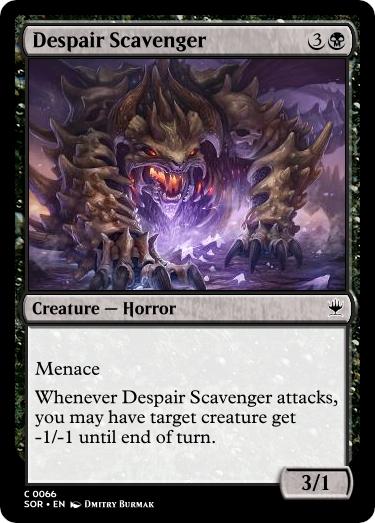 Despair Scavenger 3
Creature — Horror
Menace
Whenever Despair Scavenger attacks,
you may have target creature get
-1/-1 until end of turn.
3/1
C 0066
SOR • EN Dmitry Burmak